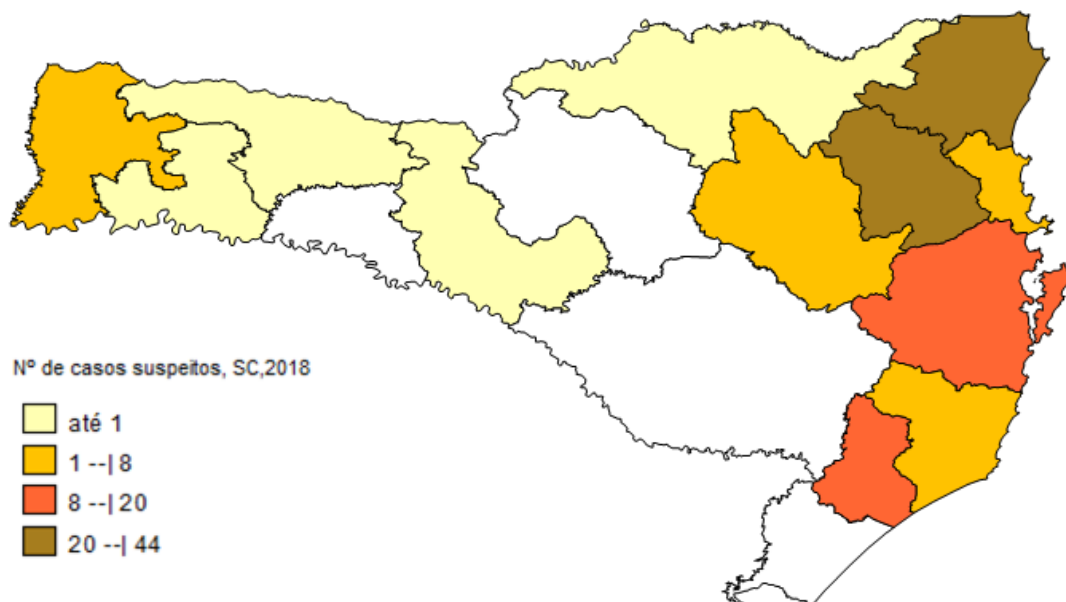 Nº de casos suspeitos, SC,2018
até 1
1 --| 8
8 --| 20
20 --| 44